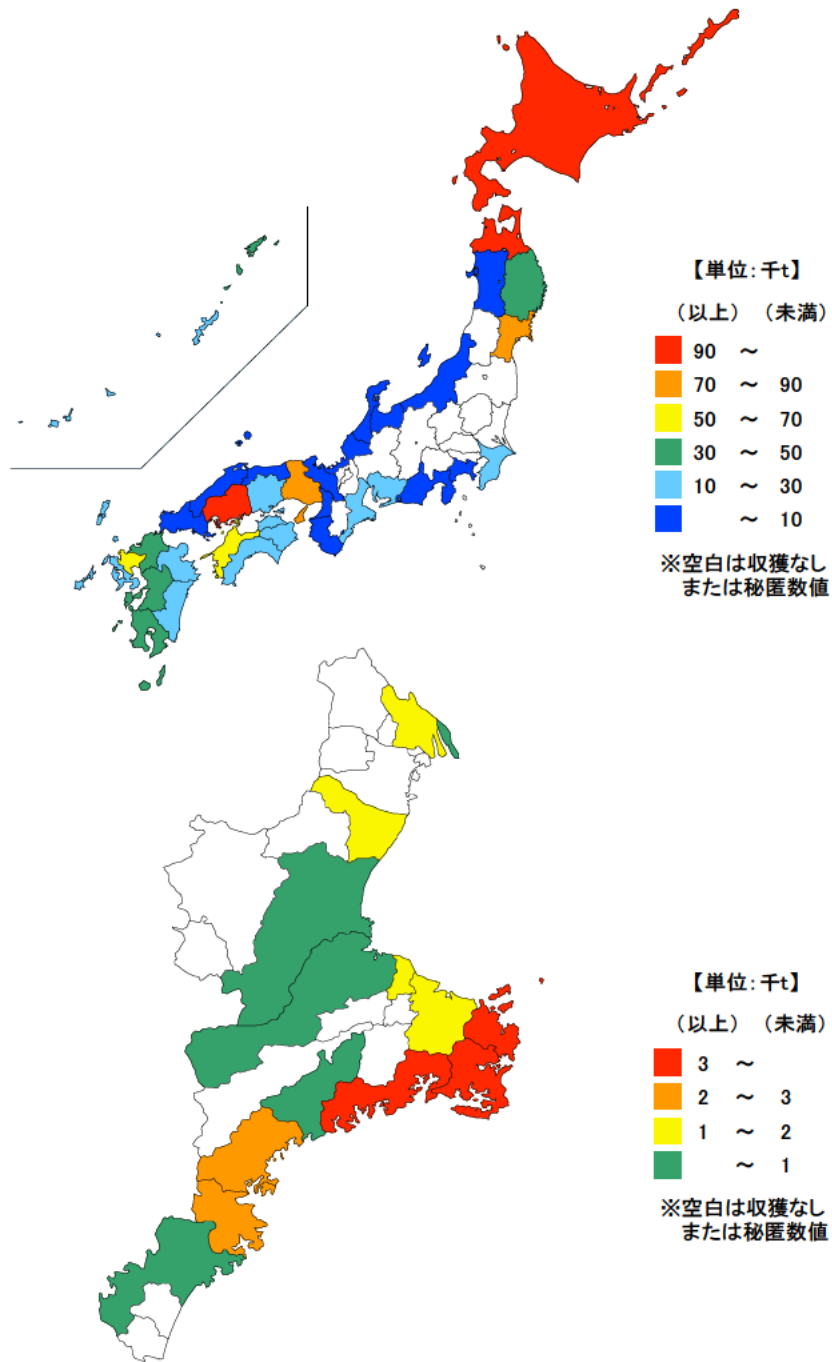 【単位:千t】
(以上) (未満)
90 ~
70 ~ 90
50 ~ 70
30 ~ 50
10 ~ 30
~ 10
※空白は収獲なし
または秘匿数値
【単位:千t】
(以上) (未満)
3 ~
2 ~ 3
1 ~ 2
~ 1
※空白は収獲なし
または秘匿数値